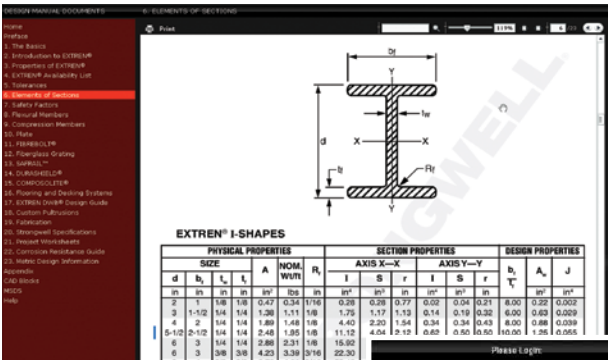 DESIGN MANUAL DOCUMENTS
6. ELEMENTS OF SECTIONS
Home
Preface
1. The Basics
2. Introduction to EXTREN®
3. Properties of EXTREN®
4. EXTREN® Availability List
5. Tolerances
6. Elements of Sections
7. Safety Factors
8. Flexural Members
9. Compression Members
10. Plate
11. FIBREBOLT®
12. Fiberglass Grating
13. SAFRAIL™
14. DURASHIELD®
15. COMPOSOLITE®
16. Flooring and Decking Systems
17. EXTREN DWB® Design Guide
18. Custom Pultrusions
19. Fabrication
20. Strongwell Specifications
21. Project Worksheets
22. Corrosion Resistance Guide
23. Metric Design Information
Appendix
CAD Blocks
MSDS
Help
Print
119%
6
bf
Y
tw
d
X X
tf
Rf
Y
NGWELL
EXTREN® I-SHAPES
PHYSICAL PROPERTIES SECTION PROPERTIES DESIGN PROPERTIES
SIZE A NOM. Wt/ft Rf AXIS X—X AXIS Y—Y bf/Tf Aw J
d bf tw tf I S r I S r
in in in in in² lbs in in⁴ in³ in in⁴ in³ in in² in⁴
2 1 1/8 1/8 0.47 0.34 1/16 0.28 0.28 0.77 0.02 0.04 0.21 8.00 0.22 0.002
3 1-1/2 1/4 1/4 1.38 1.11 1/8 1.75 1.17 1.13 0.14 0.19 0.32 6.00 0.63 0.029
4 2 1/4 1/4 1.89 1.48 1/8 4.40 2.20 1.54 0.34 0.34 0.43 8.00 0.88 0.039
5-1/2 2-1/2 1/4 1/4 2.48 1.95 1/8 11.12 4.04 2.12 0.62 0.50 0.50 10.00 1.25 0.055
6 3 1/4 1/4 2.88 2.31 1/8 15.92
6 3 3/8 3/8 4.23 3.39 3/16 22.30
Please Login: